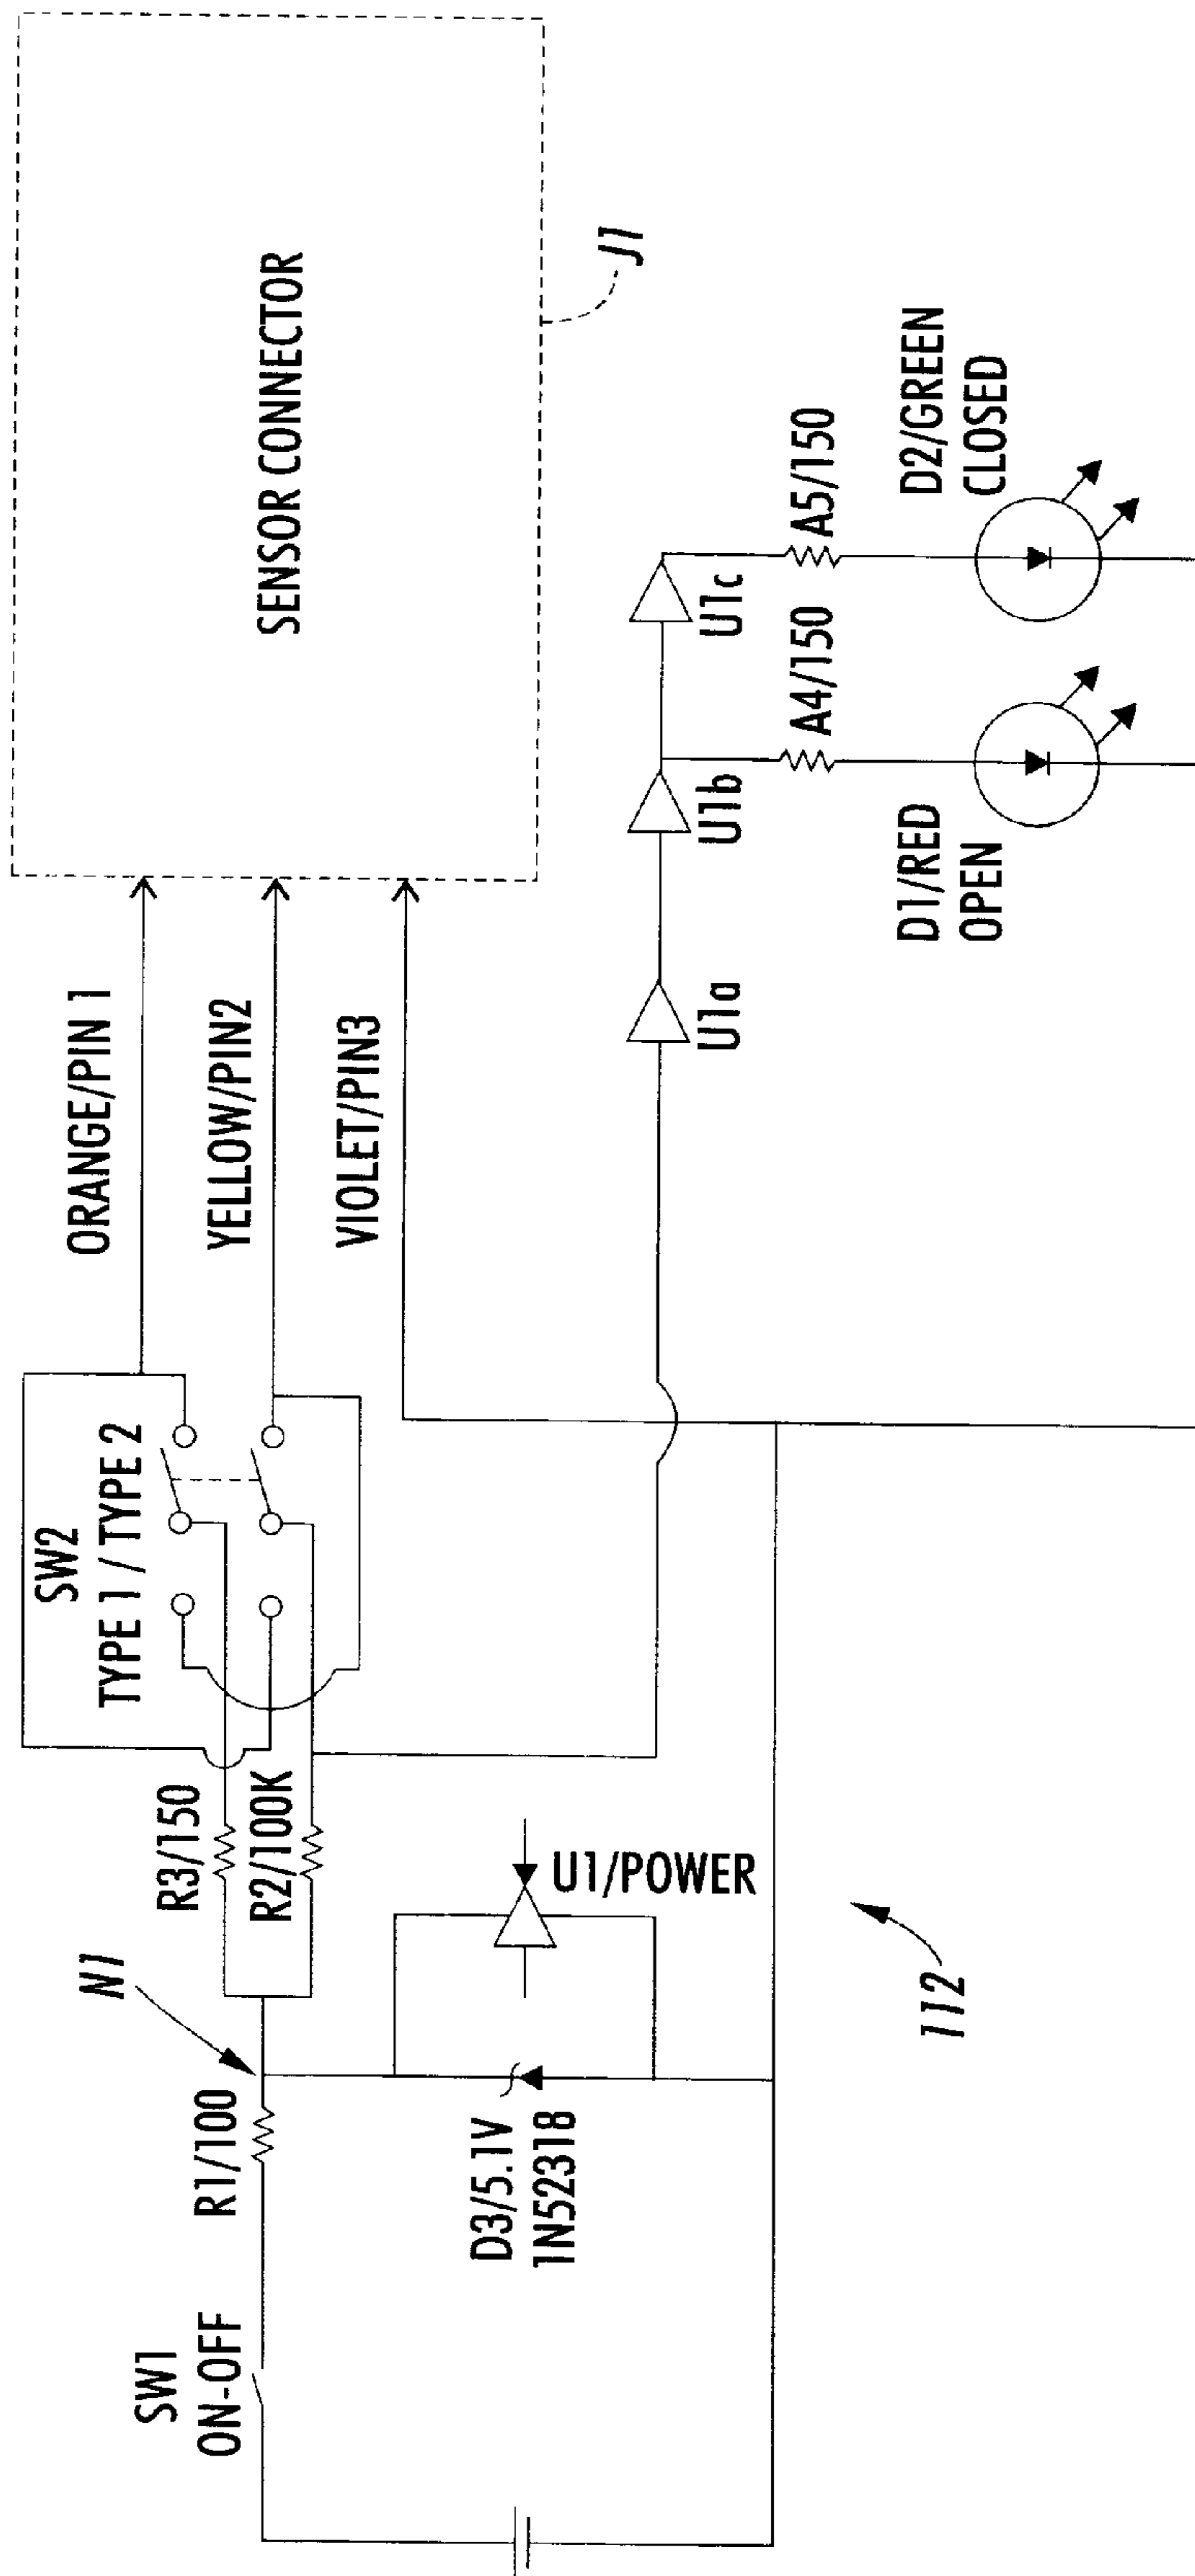 SW1
ON-OFF
R1/100
N1
D3/5.1V
1N52318
U1/POWER
R3/150
R2/100K
SW2
TYPE 1 / TYPE 2
ORANGE/PIN 1
YELLOW/PIN2
VIOLET/PIN3
SENSOR CONNECTOR
J1
U1a
U1b
U1c
A4/150
A5/150
D1/RED
OPEN
D2/GREEN
CLOSED
112